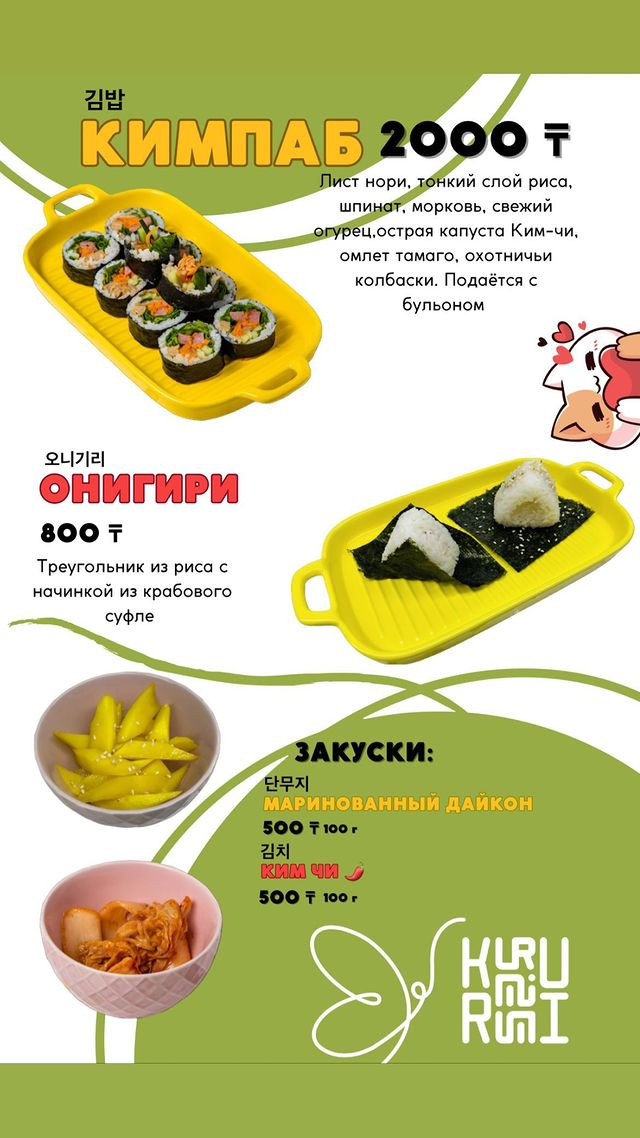 김밥
КИМПАБ 2000 ₸
Лист нори, тонкий слой риса,
шпинат, морковь, свежий
огурец,острая капуста Ким-чи,
омлет тамаго, охотничьи
колбаски. Подаётся с
бульоном
오니기리
ОНИГИРИ
800 ₸
Треугольник из риса с
начинкой из крабового
суфле
ЗАКУСКИ:
단무지
МАРИНОВАННЫЙ ДАЙКОН
500 ₸ 100 г
김치
КИМ ЧИ 🌶
500 ₸ 100 г